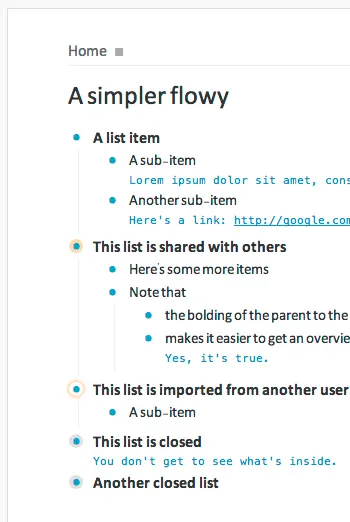 Home
A simpler flowy
A list item
A sub-item
Lorem ipsum dolor sit amet, cons
Another sub-item
Here's a link: http://google.com
This list is shared with others
Here's some more items
Note that
the bolding of the parent to the
makes it easier to get an overvie
Yes, it's true.
This list is imported from another user
A sub-item
This list is closed
You don't get to see what's inside.
Another closed list